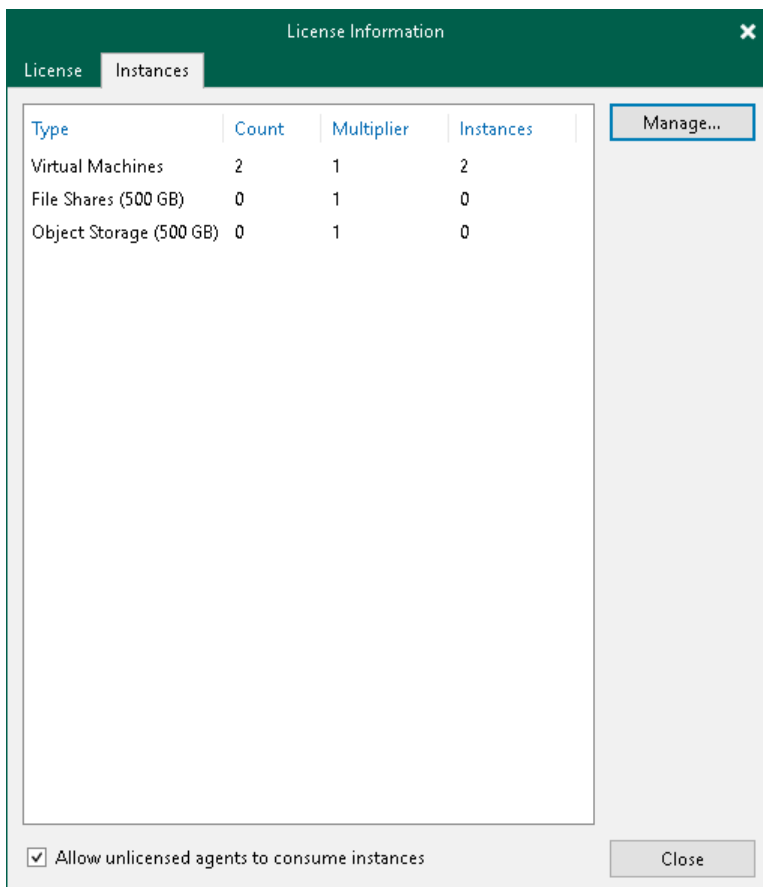 License Information
License Instances
Type Count Multiplier Instances
Virtual Machines 2 1 2
File Shares (500 GB) 0 1 0
Object Storage (500 GB) 0 1 0
Manage...
Allow unlicensed agents to consume instances
Close